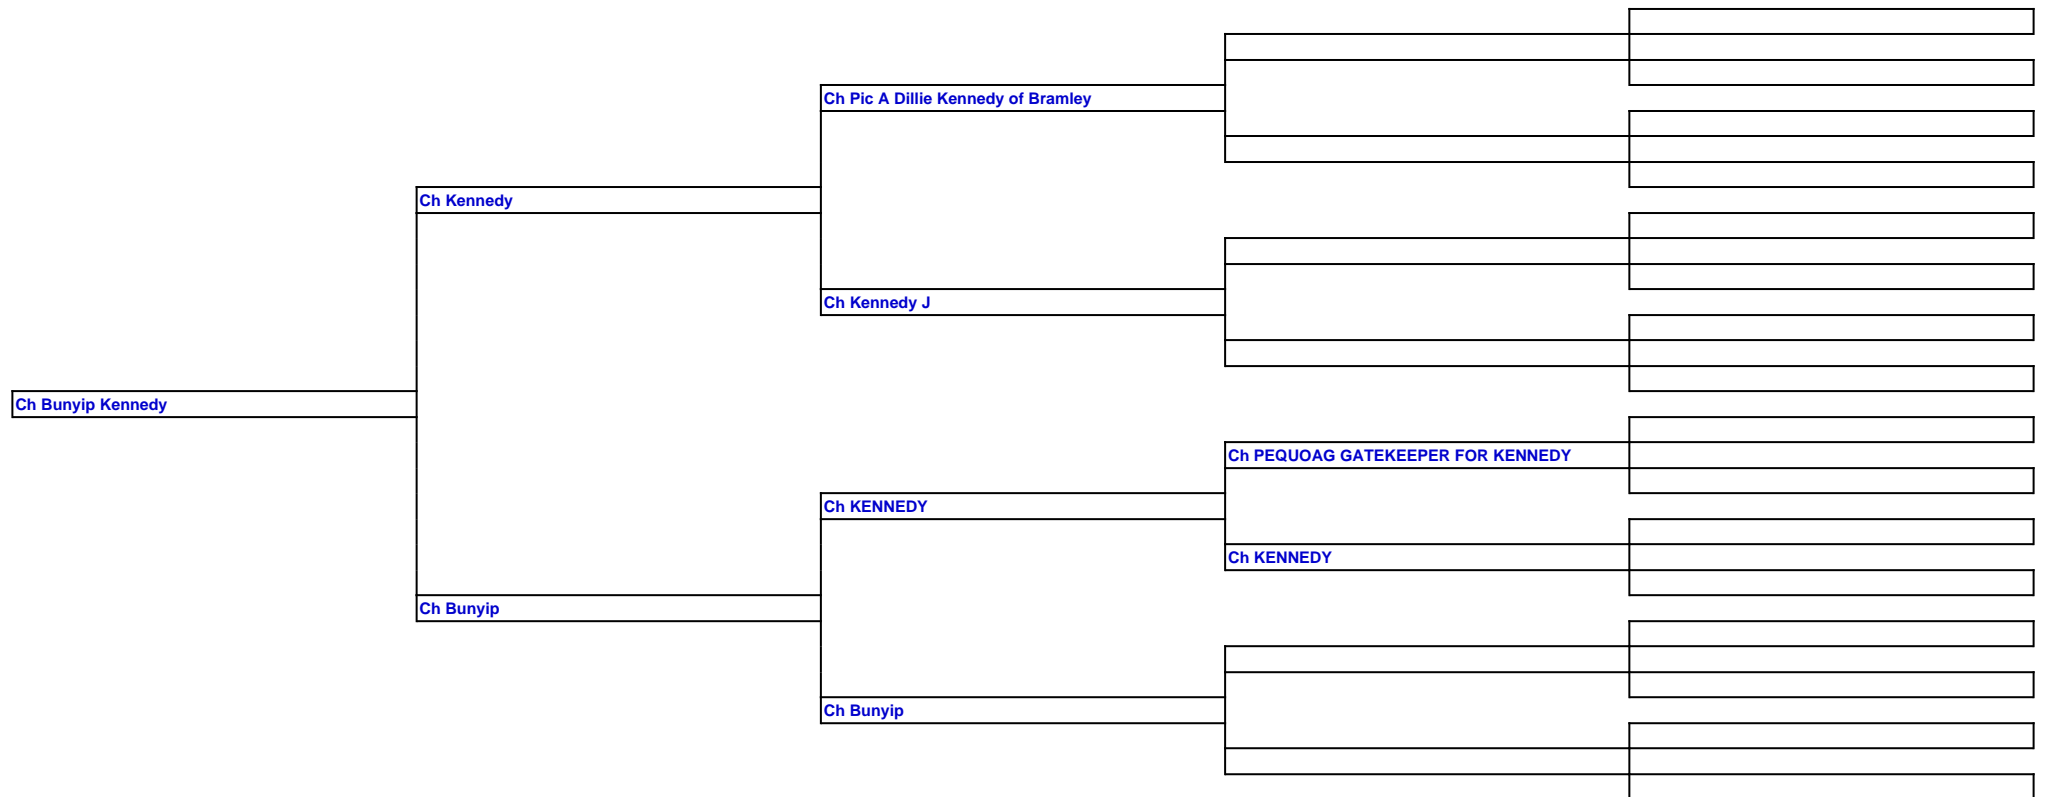 Ch Pic A Dillie Kennedy of Bramley
Ch Kennedy
Ch Kennedy J
Ch Bunyip Kennedy
Ch PEQUOAG GATEKEEPER FOR KENNEDY
Ch KENNEDY
Ch KENNEDY
Ch Bunyip
Ch Bunyip